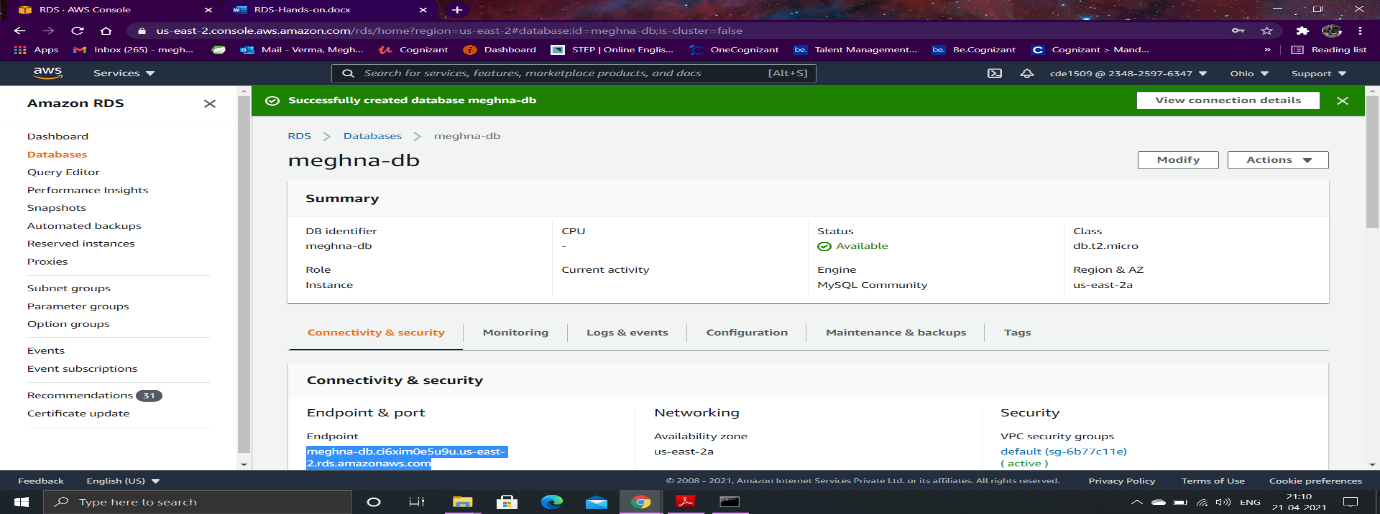 RDS · AWS Console
RDS-Hands-on.docx
us-east-2.console.aws.amazon.com/rds/home?region=us-east-2#database:id=meghna-db;is-cluster=false
Apps
Inbox (265) - megh...
Mail - Verma, Megh...
Cognizant
Dashboard
STEP | Online Englis...
OneCognizant
Talent Management...
Be.Cognizant
Cognizant > Mand...
»
Reading list
aws
Services
Search for services, features, marketplace products, and docs
[Alt+S]
cde1509 @ 2348-2597-6347
Ohio
Support
Amazon RDS
Dashboard
Databases
Query Editor
Performance Insights
Snapshots
Automated backups
Reserved instances
Proxies
Subnet groups
Parameter groups
Option groups
Events
Event subscriptions
Recommendations 31
Certificate update
Successfully created database meghna-db
View connection details
RDS > Databases > meghna-db
meghna-db
Modify
Actions
Summary
DB identifier
meghna-db
CPU
-
Status
Available
Class
db.t2.micro
Role
Instance
Current activity
Engine
MySQL Community
Region & AZ
us-east-2a
Connectivity & security
Monitoring
Logs & events
Configuration
Maintenance & backups
Tags
Connectivity & security
Endpoint & port
Endpoint
meghna-db.ci6xim0e5u9u.us-east-
2.rds.amazonaws.com
Networking
Availability zone
us-east-2a
Security
VPC security groups
default (sg-6b77c11e)
( active )
Feedback
English (US)
© 2008 - 2021, Amazon Internet Services Private Ltd. or its affiliates. All rights reserved.
Privacy Policy
Terms of Use
Cookie preferences
Type here to search
ENG
21:10
21-04-2021